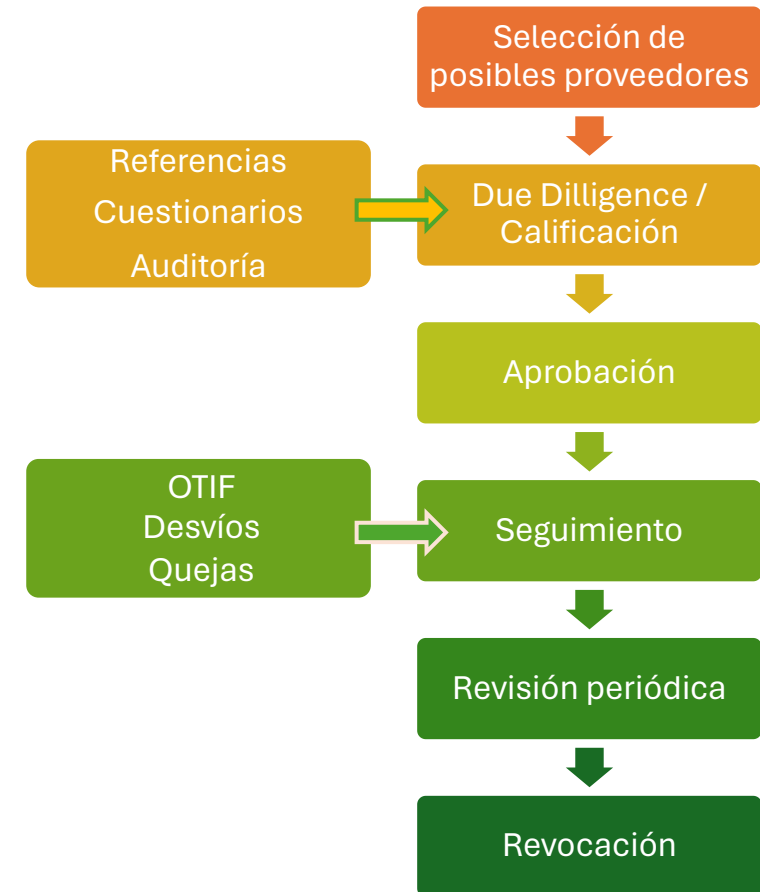 Selección de
posibles proveedores
Referencias
Cuestionarios
Auditoría
Due Dilligence /
Calificación
Aprobación
OTIF
Desvíos
Quejas
Seguimiento
Revisión periódica
Revocación